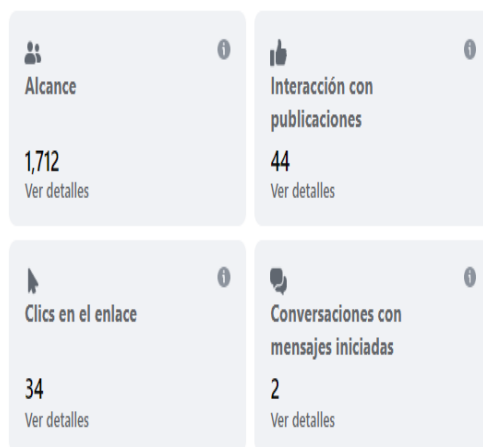 Alcance
1,712
Ver detalles
Interacción con
publicaciones
44
Ver detalles
Clics en el enlace
34
Ver detalles
Conversaciones con
mensajes iniciadas
2
Ver detalles